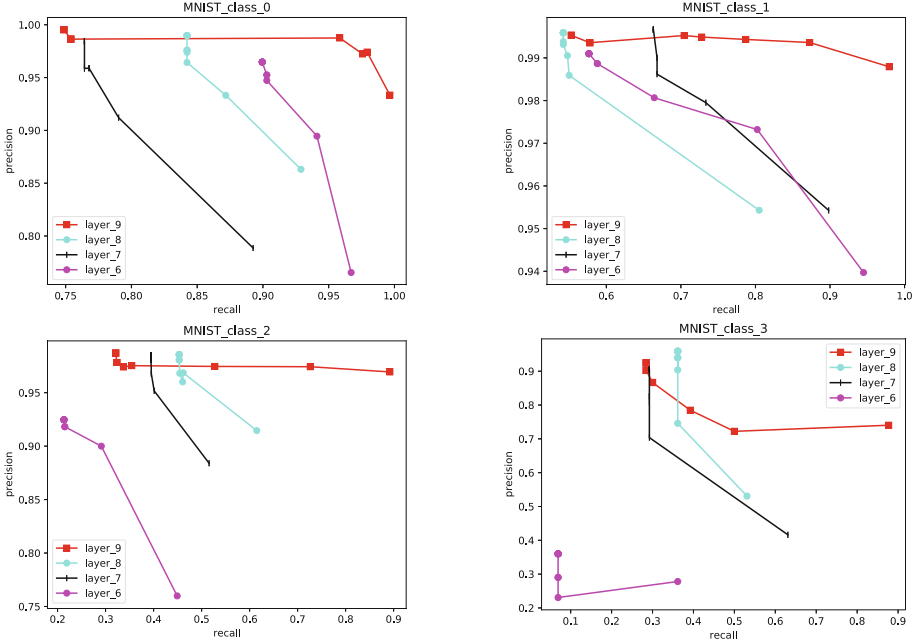 MNIST_class_0
precision
1.00
0.95
0.90
0.85
0.80
layer_9
layer_8
layer_7
layer_6
0.75 0.80 0.85 0.90 0.95 1.00
recall
MNIST_class_1
precision
0.99
0.98
0.97
0.96
0.95
0.94
layer_9
layer_8
layer_7
layer_6
0.6 0.7 0.8 0.9 1.0
recall
MNIST_class_2
precision
0.95
0.90
0.85
0.80
0.75
layer_9
layer_8
layer_7
layer_6
0.2 0.3 0.4 0.5 0.6 0.7 0.8 0.9
recall
MNIST_class_3
precision
0.9
0.8
0.7
0.6
0.5
0.4
0.3
0.2
layer_9
layer_8
layer_7
layer_6
0.1 0.2 0.3 0.4 0.5 0.6 0.7 0.8 0.9
recall